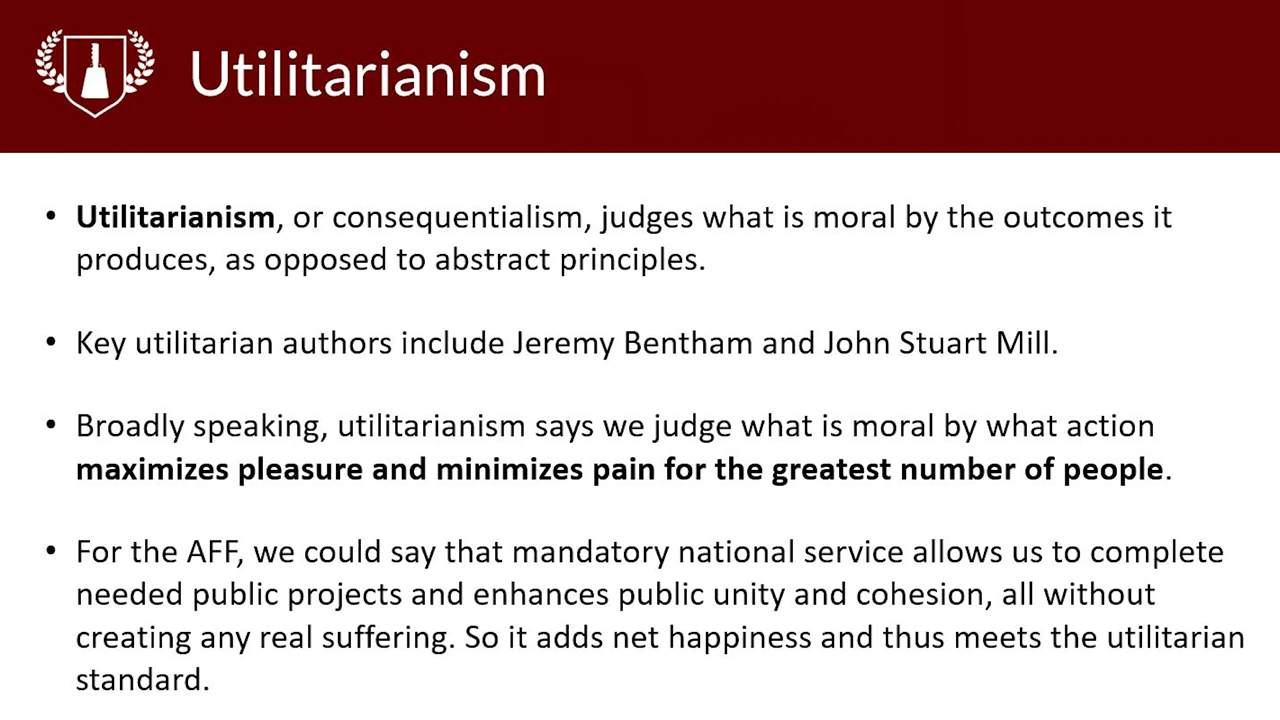 Utilitarianism
• Utilitarianism, or consequentialism, judges what is moral by the outcomes it
produces, as opposed to abstract principles.
• Key utilitarian authors include Jeremy Bentham and John Stuart Mill.
• Broadly speaking, utilitarianism says we judge what is moral by what action
maximizes pleasure and minimizes pain for the greatest number of people.
• For the AFF, we could say that mandatory national service allows us to complete
needed public projects and enhances public unity and cohesion, all without
creating any real suffering. So it adds net happiness and thus meets the utilitarian
standard.